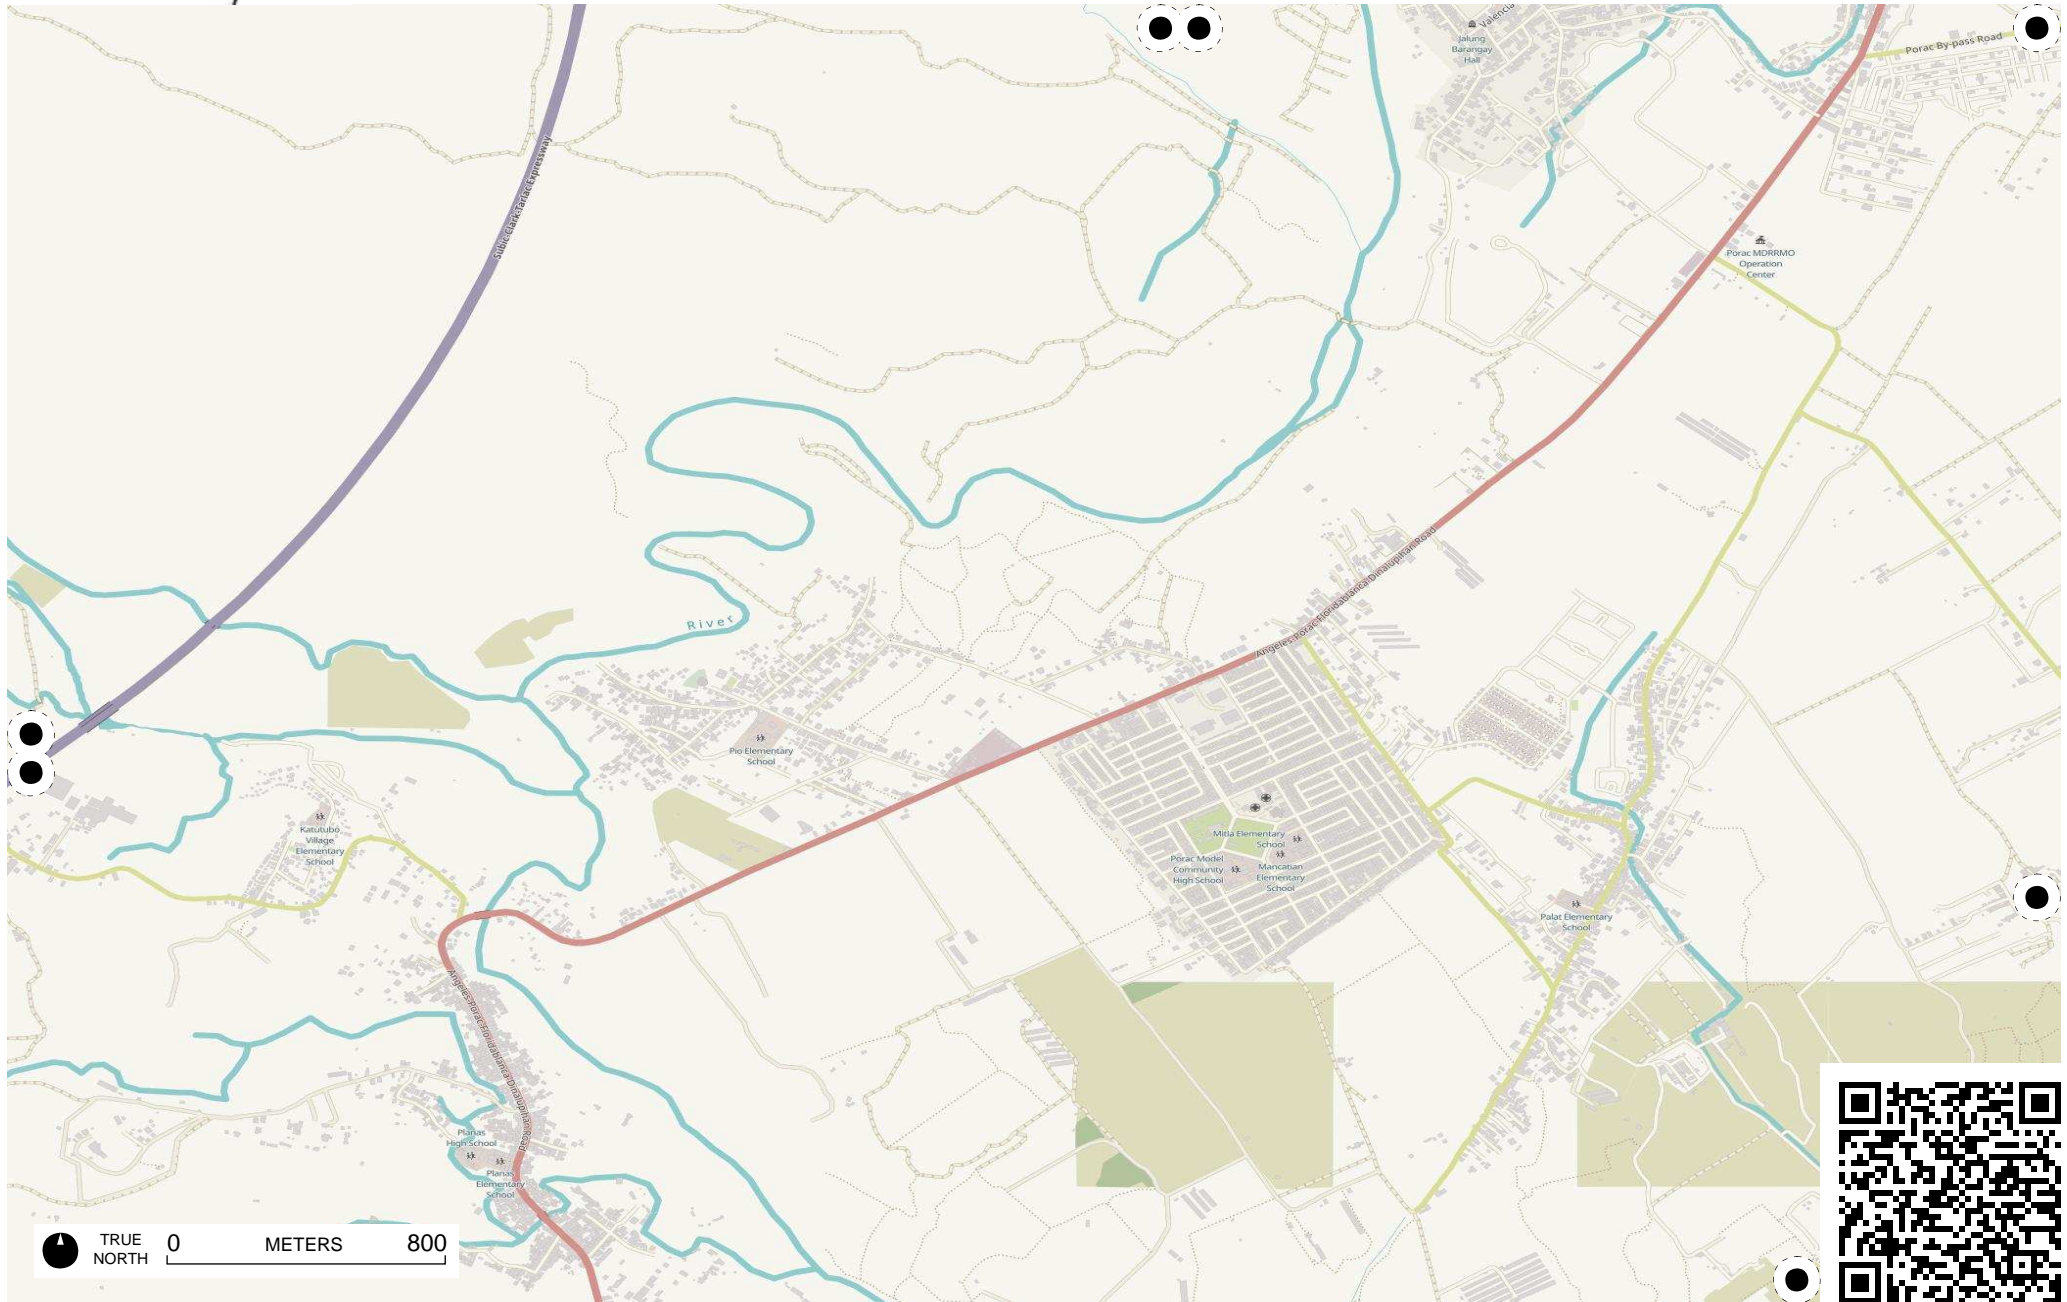 Valencia
Jalung
Barangay
Hall
Porac By-pass Road
Subic Clark Tarlac Expressway
Porac MDRRMO
Operation
Center
Angeles-Porac-Floridablanca-Dinalupihan Road
River
Pio Elementary
School
Katutubo
Village
Elementary
School
Mitla Elementary
School
Porac Model
Community
High School
Mancatian
Elementary
School
Palat Elementary
School
Angeles-Porac-Floridablanca-Dinalupihan Road
Planas
High School
Planas
Elementary
School
TRUE
NORTH
0 METERS 800